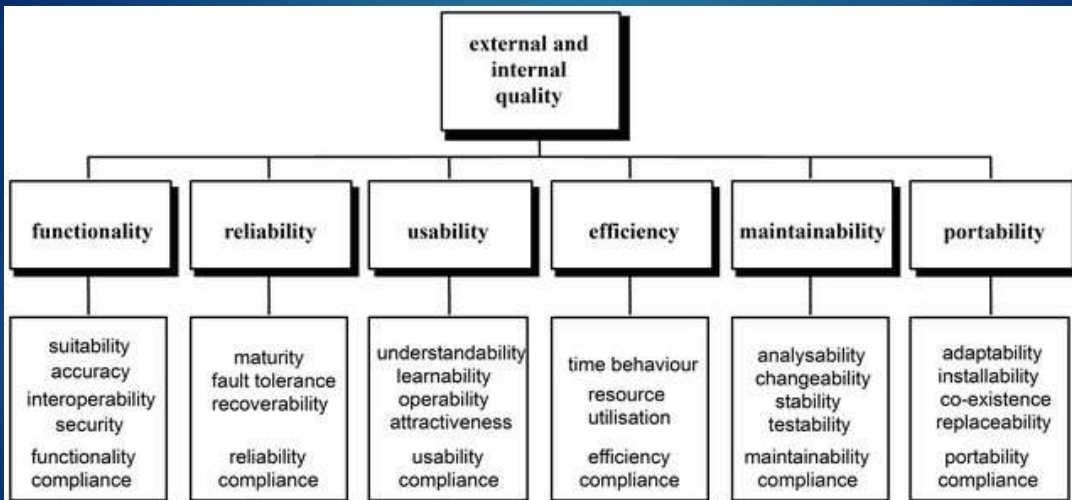 external and
internal
quality
functionality
reliability
usability
efficiency
maintainability
portability
suitability
accuracy
interoperability
security
functionality
compliance
maturity
fault tolerance
recoverability
reliability
compliance
understandability
learnability
operability
attractiveness
usability
compliance
time behaviour
resource
utilisation
efficiency
compliance
analysability
changeability
stability
testability
maintainability
compliance
adaptability
installability
co-existence
replaceability
portability
compliance